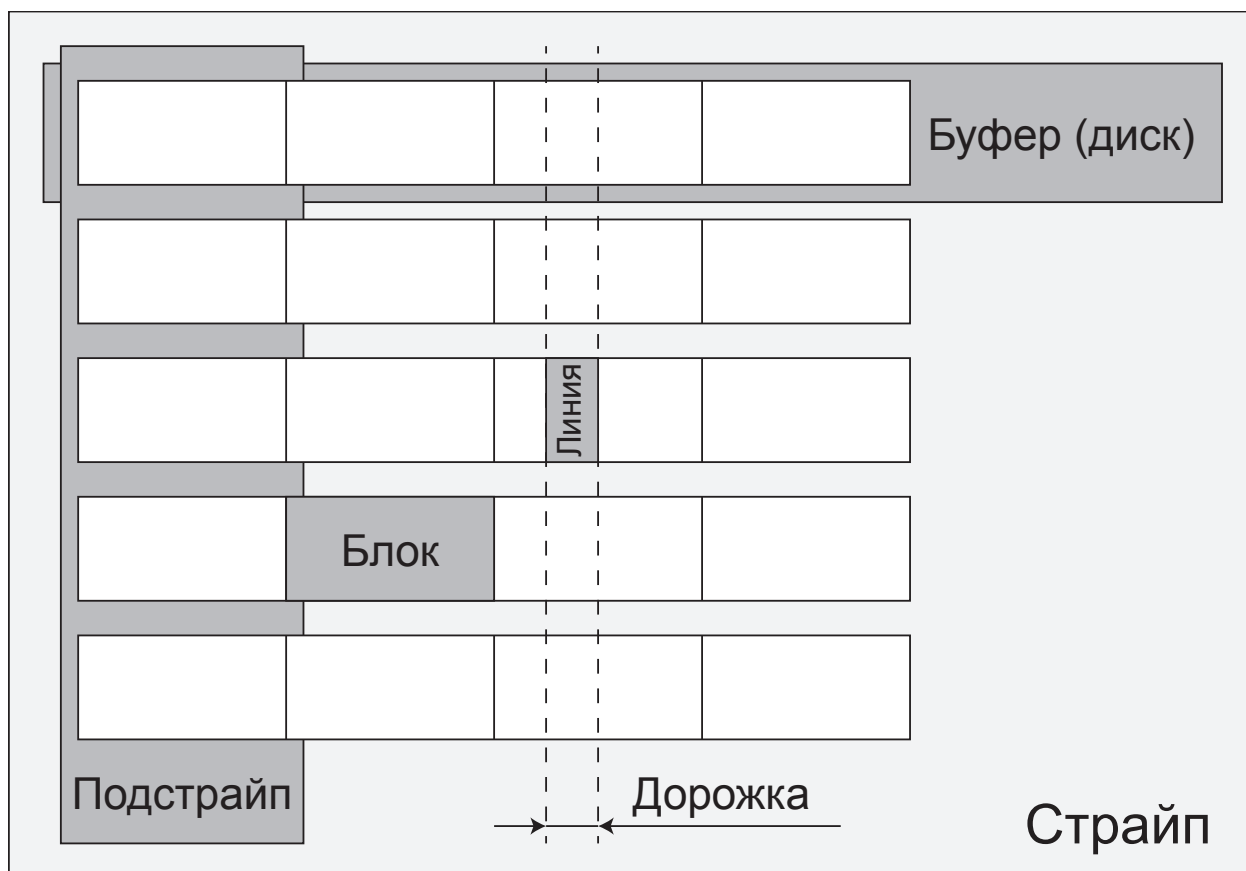 Буфер (диск)
Линия
Блок
Подстрайп
Дорожка
Страйп